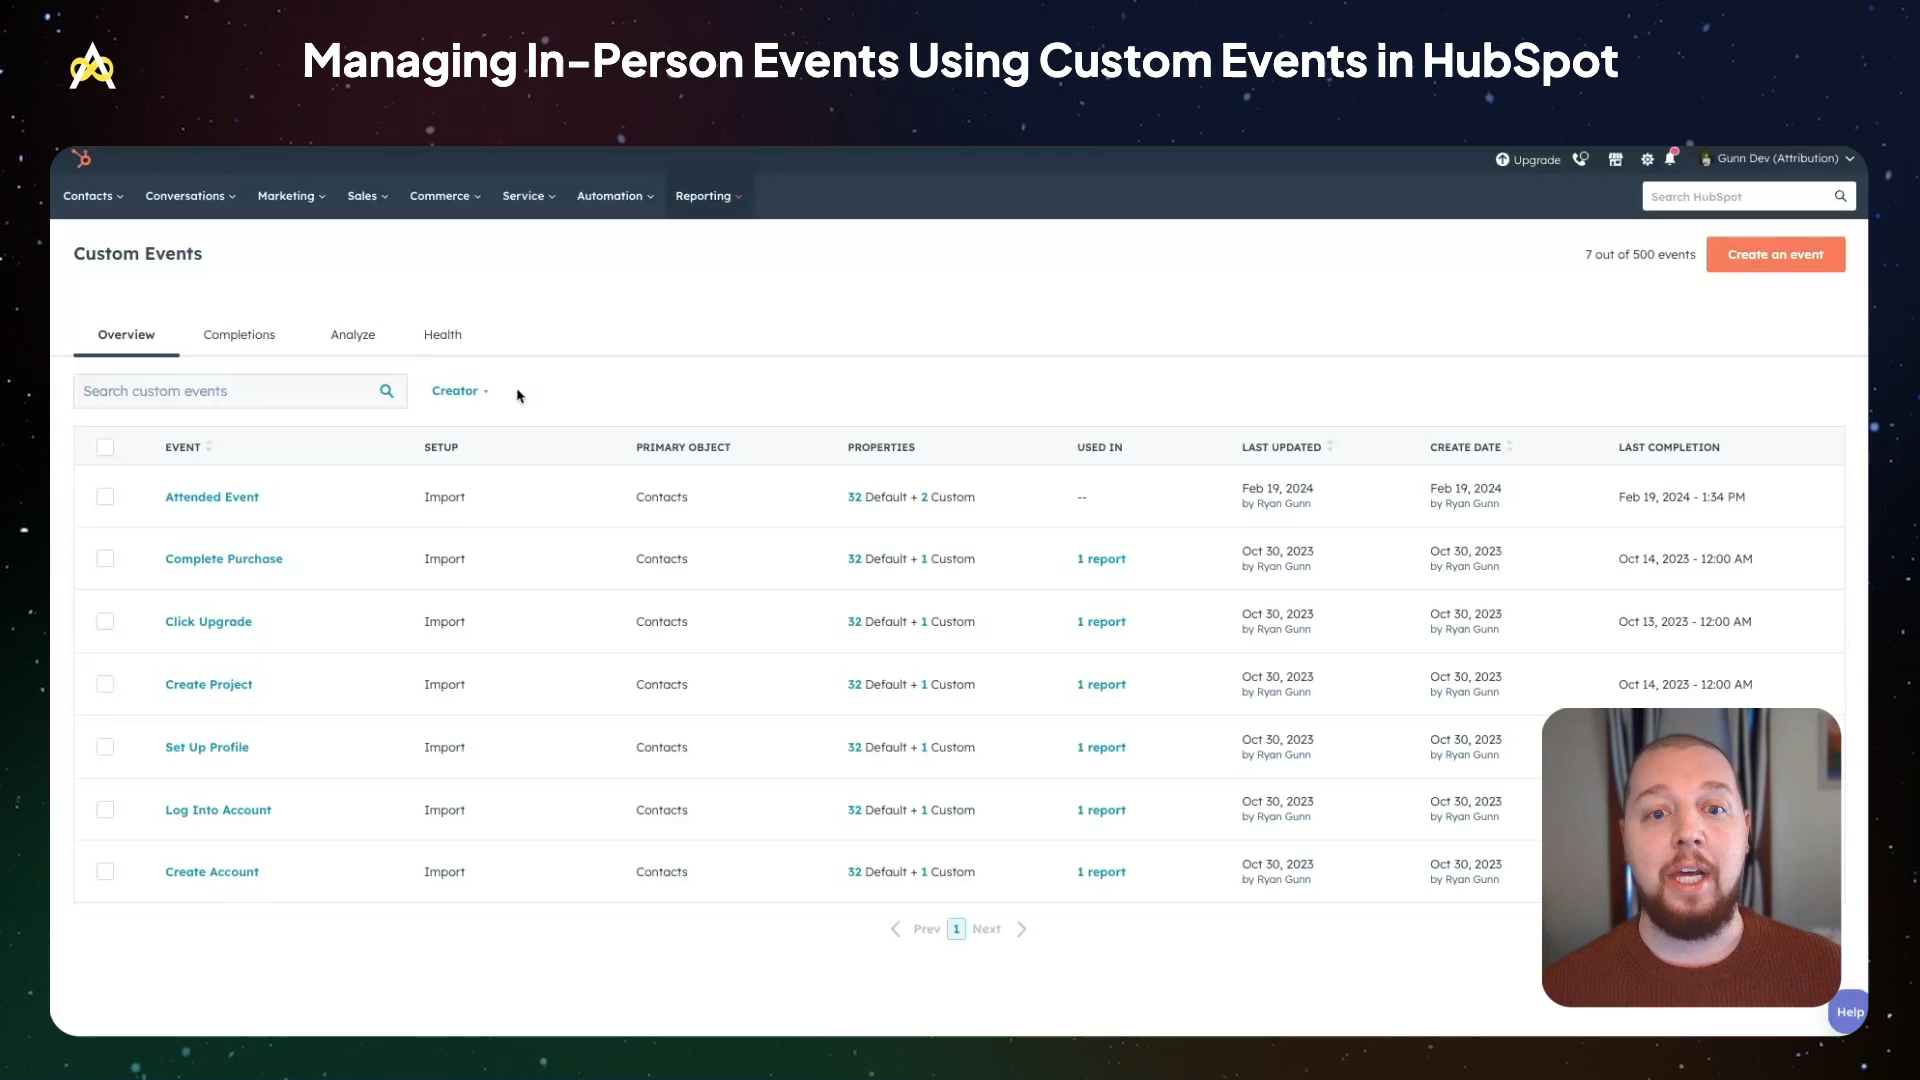 Managing In-Person Events Using Custom Events in HubSpot
Upgrade
Gunn Dev (Attribution)
Contacts Conversations Marketing Sales Commerce Service Automation Reporting
Search HubSpot
Custom Events
7 out of 500 events
Create an event
Overview Completions Analyze Health
Search custom events
Creator
EVENT SETUP PRIMARY OBJECT PROPERTIES USED IN LAST UPDATED CREATE DATE LAST COMPLETION
Attended Event Import Contacts 32 Default + 2 Custom -- Feb 19, 2024 Feb 19, 2024 Feb 19, 2024 - 1:34 PM
by Ryan Gunn by Ryan Gunn
Complete Purchase Import Contacts 32 Default + 1 Custom 1 report Oct 30, 2023 Oct 30, 2023 Oct 14, 2023 - 12:00 AM
by Ryan Gunn by Ryan Gunn
Click Upgrade Import Contacts 32 Default + 1 Custom 1 report Oct 30, 2023 Oct 30, 2023 Oct 13, 2023 - 12:00 AM
by Ryan Gunn by Ryan Gunn
Create Project Import Contacts 32 Default + 1 Custom 1 report Oct 30, 2023 Oct 30, 2023 Oct 14, 2023 - 12:00 AM
by Ryan Gunn by Ryan Gunn
Set Up Profile Import Contacts 32 Default + 1 Custom 1 report Oct 30, 2023 Oct 30, 2023
by Ryan Gunn by Ryan Gunn
Log Into Account Import Contacts 32 Default + 1 Custom 1 report Oct 30, 2023 Oct 30, 2023
by Ryan Gunn by Ryan Gunn
Create Account Import Contacts 32 Default + 1 Custom 1 report Oct 30, 2023 Oct 30, 2023
by Ryan Gunn by Ryan Gunn
Prev 1 Next
Help